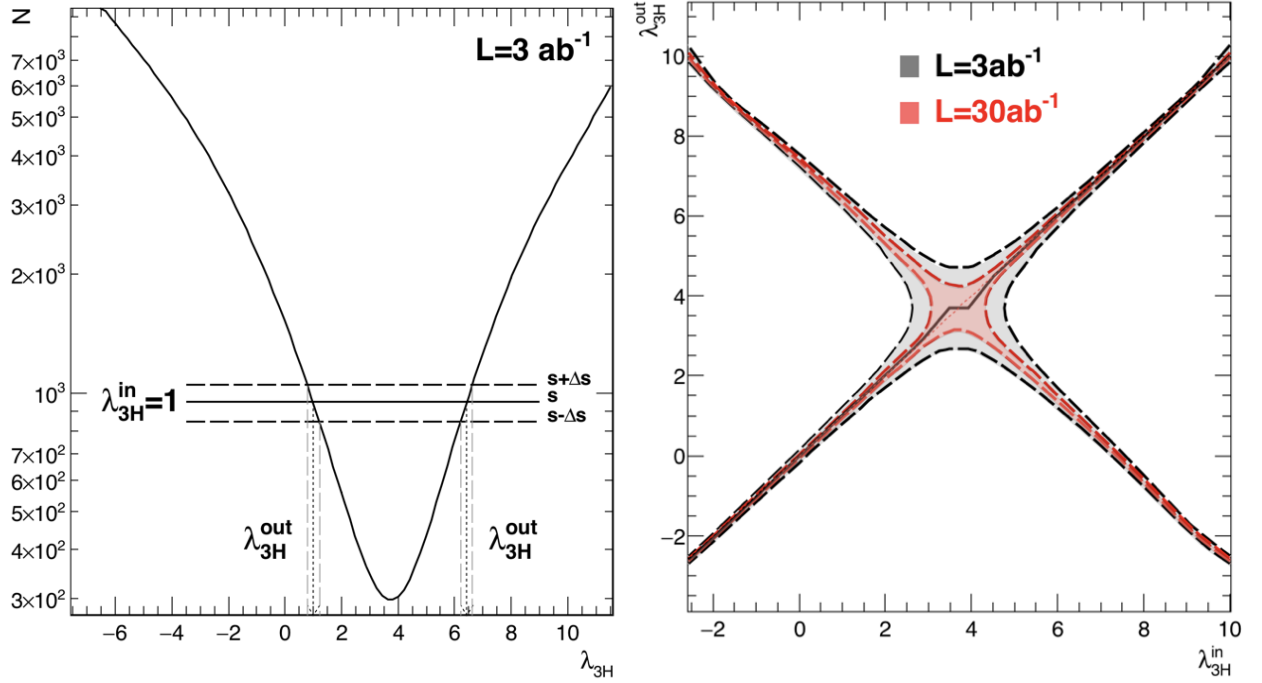 N
L=3 ab⁻¹
7×10³
6×10³
5×10³
4×10³
3×10³
2×10³
10³
7×10²
6×10²
5×10²
4×10²
3×10²
λ³ᴴⁱⁿ=1
s+Δs
s
s-Δs
λ₃Hᵒᵘᵗ
λ₃Hᵒᵘᵗ
−6 −4 −2 0 2 4 6 8 10
λ₃H
λ₃Hᵒᵘᵗ
L=3ab⁻¹
L=30ab⁻¹
10
8
6
4
2
0
−2
−2 0 2 4 6 8 10
λ₃Hⁱⁿ